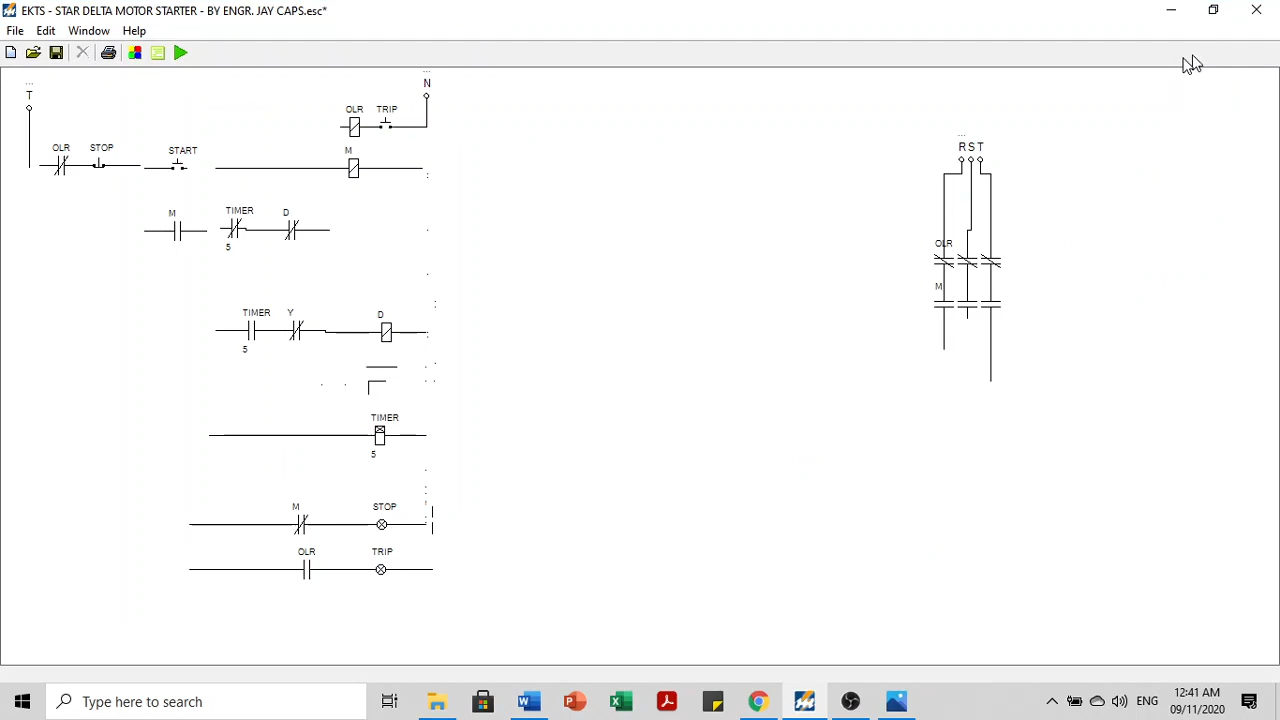 EKTS - STAR DELTA MOTOR STARTER - BY ENGR. JAY CAPS.esc*
File Edit Window Help
T
N
OLR TRIP
OLR STOP START M
R S T
M TIMER D
5
OLR
M
TIMER Y D
5
TIMER
5
M STOP
OLR TRIP
Type here to search
ENG
12:41 AM
09/11/2020